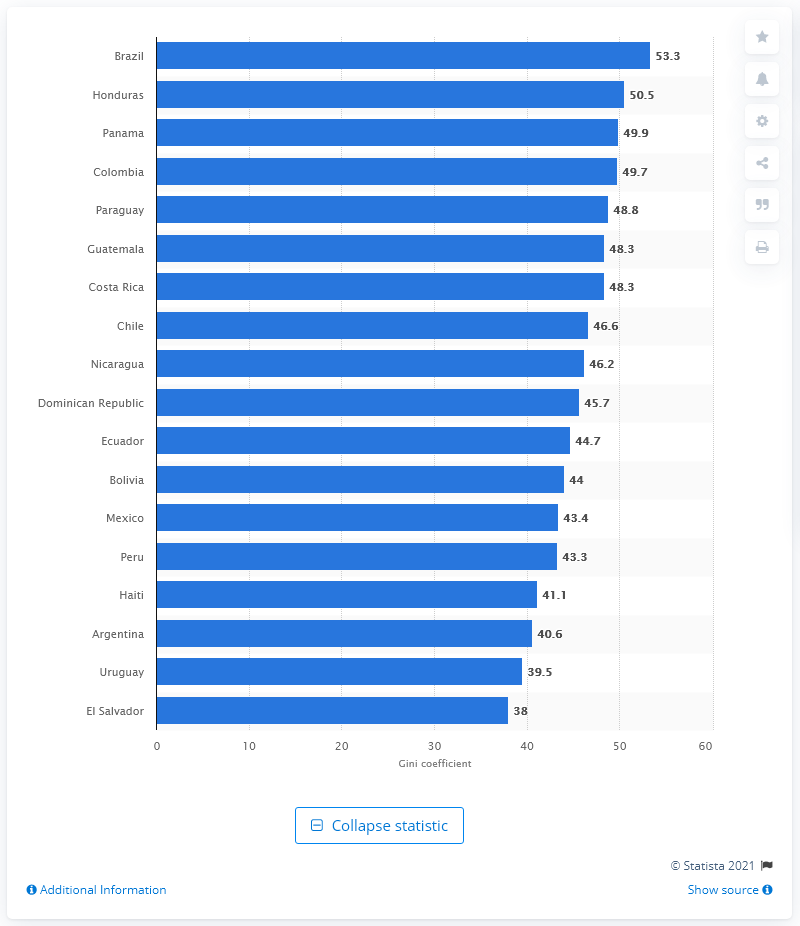 Brazil 53.3
Honduras 50.5
Panama 49.9
Colombia 49.7
Paraguay 48.8
Guatemala 48.3
Costa Rica 48.3
Chile 46.6
Nicaragua 46.2
Dominican Republic 45.7
Ecuador 44.7
Bolivia 44
Mexico 43.4
Peru 43.3
Haiti 41.1
Argentina 40.6
Uruguay 39.5
El Salvador 38
0 10 20 30 40 50 60
Gini coefficient
Collapse statistic
© Statista 2021
Additional Information Show source